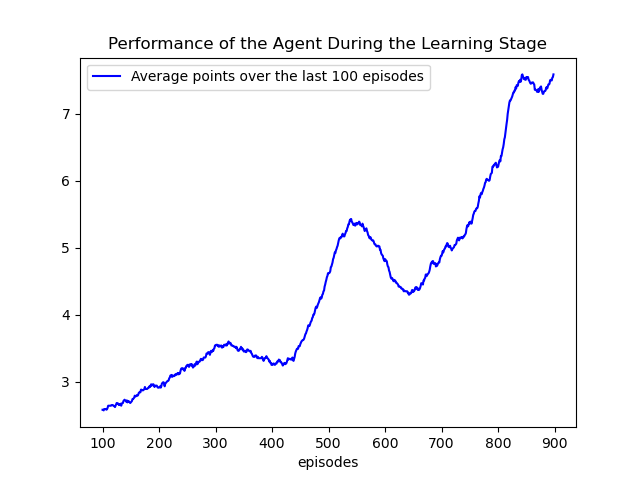 Performance of the Agent During the Learning Stage
Average points over the last 100 episodes
7
6
5
4
3
100 200 300 400 500 600 700 800 900
episodes